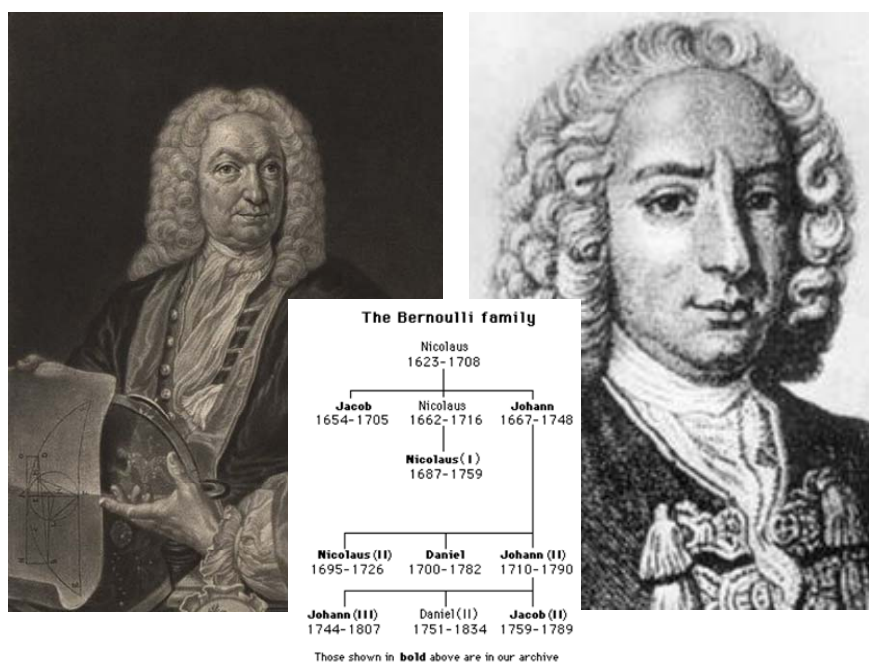 The Bernoulli family
Nicolaus
1623-1708
Jacob Nicolaus Johann
1654-1705 1662-1716 1667-1748
Nicolaus(I)
1687-1759
Nicolaus(II) Daniel Johann(II)
1695-1726 1700-1782 1710-1790
Johann(III) Daniel(II) Jacob(II)
1744-1807 1751-1834 1759-1789
Those shown in bold above are in our archive